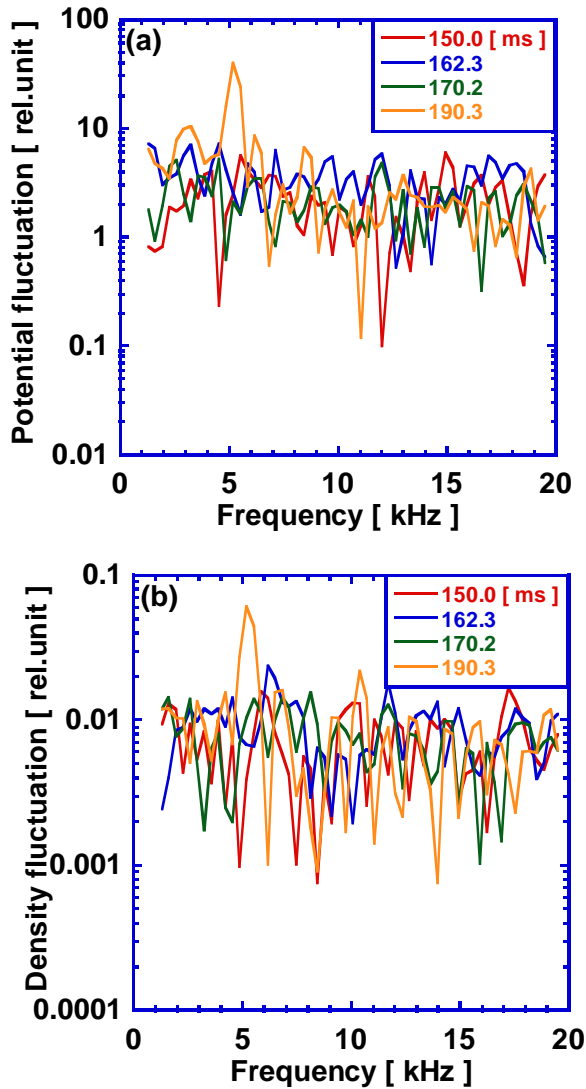 (a)
150.0 [ ms ]
162.3
170.2
190.3
Potential fluctuation [ rel.unit ]
100
10
1
0.1
0.01
0 5 10 15 20
Frequency [ kHz ]
(b)
150.0 [ ms ]
162.3
170.2
190.3
Density fluctuation [ rel.unit ]
0.1
0.01
0.001
0.0001
0 5 10 15 20
Frequency [ kHz ]